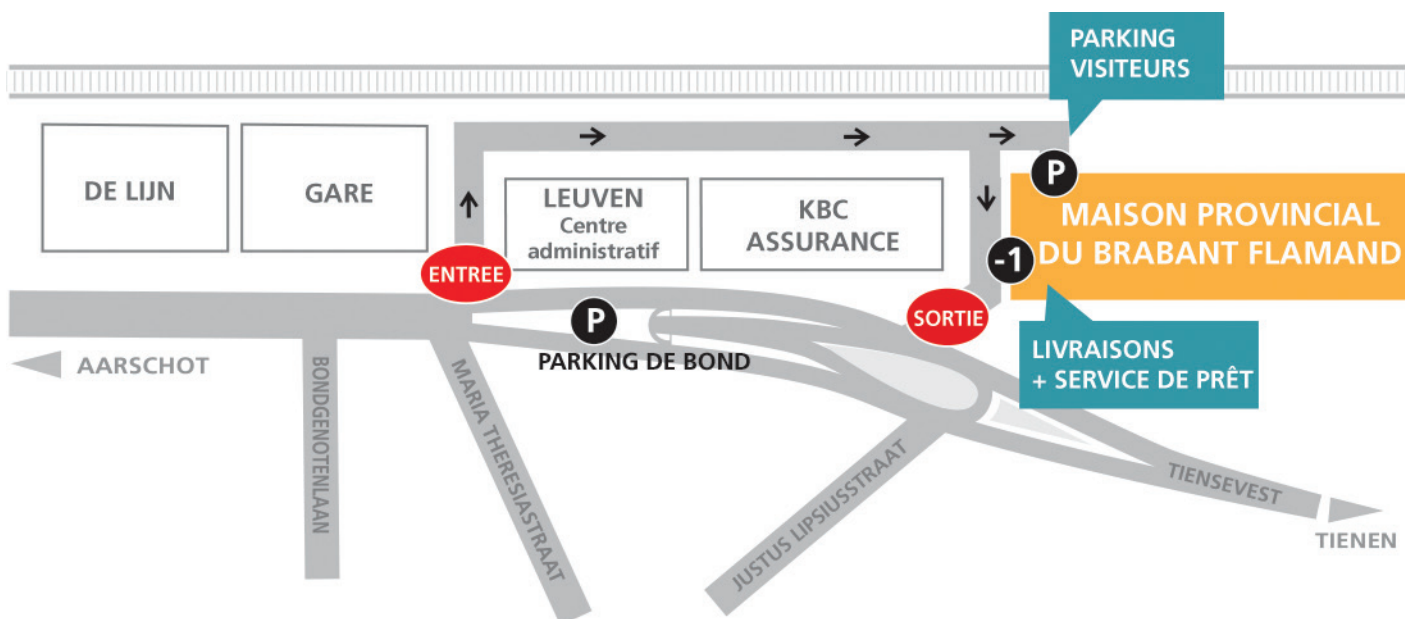 PARKING
VISITEURS
DE LIJN
GARE
LEUVEN
Centre
administratif
KBC
ASSURANCE
P
MAISON PROVINCIAL
DU BRABANT FLAMAND
-1
ENTREE
SORTIE
P
PARKING DE BOND
LIVRAISONS
+ SERVICE DE PRÊT
AARSCHOT
BONDGENOTENLAAN
MARIA THERESIASTRAAT
JUSTUS LIPSIUSSTRAAT
TIENSEVEST
TIENEN